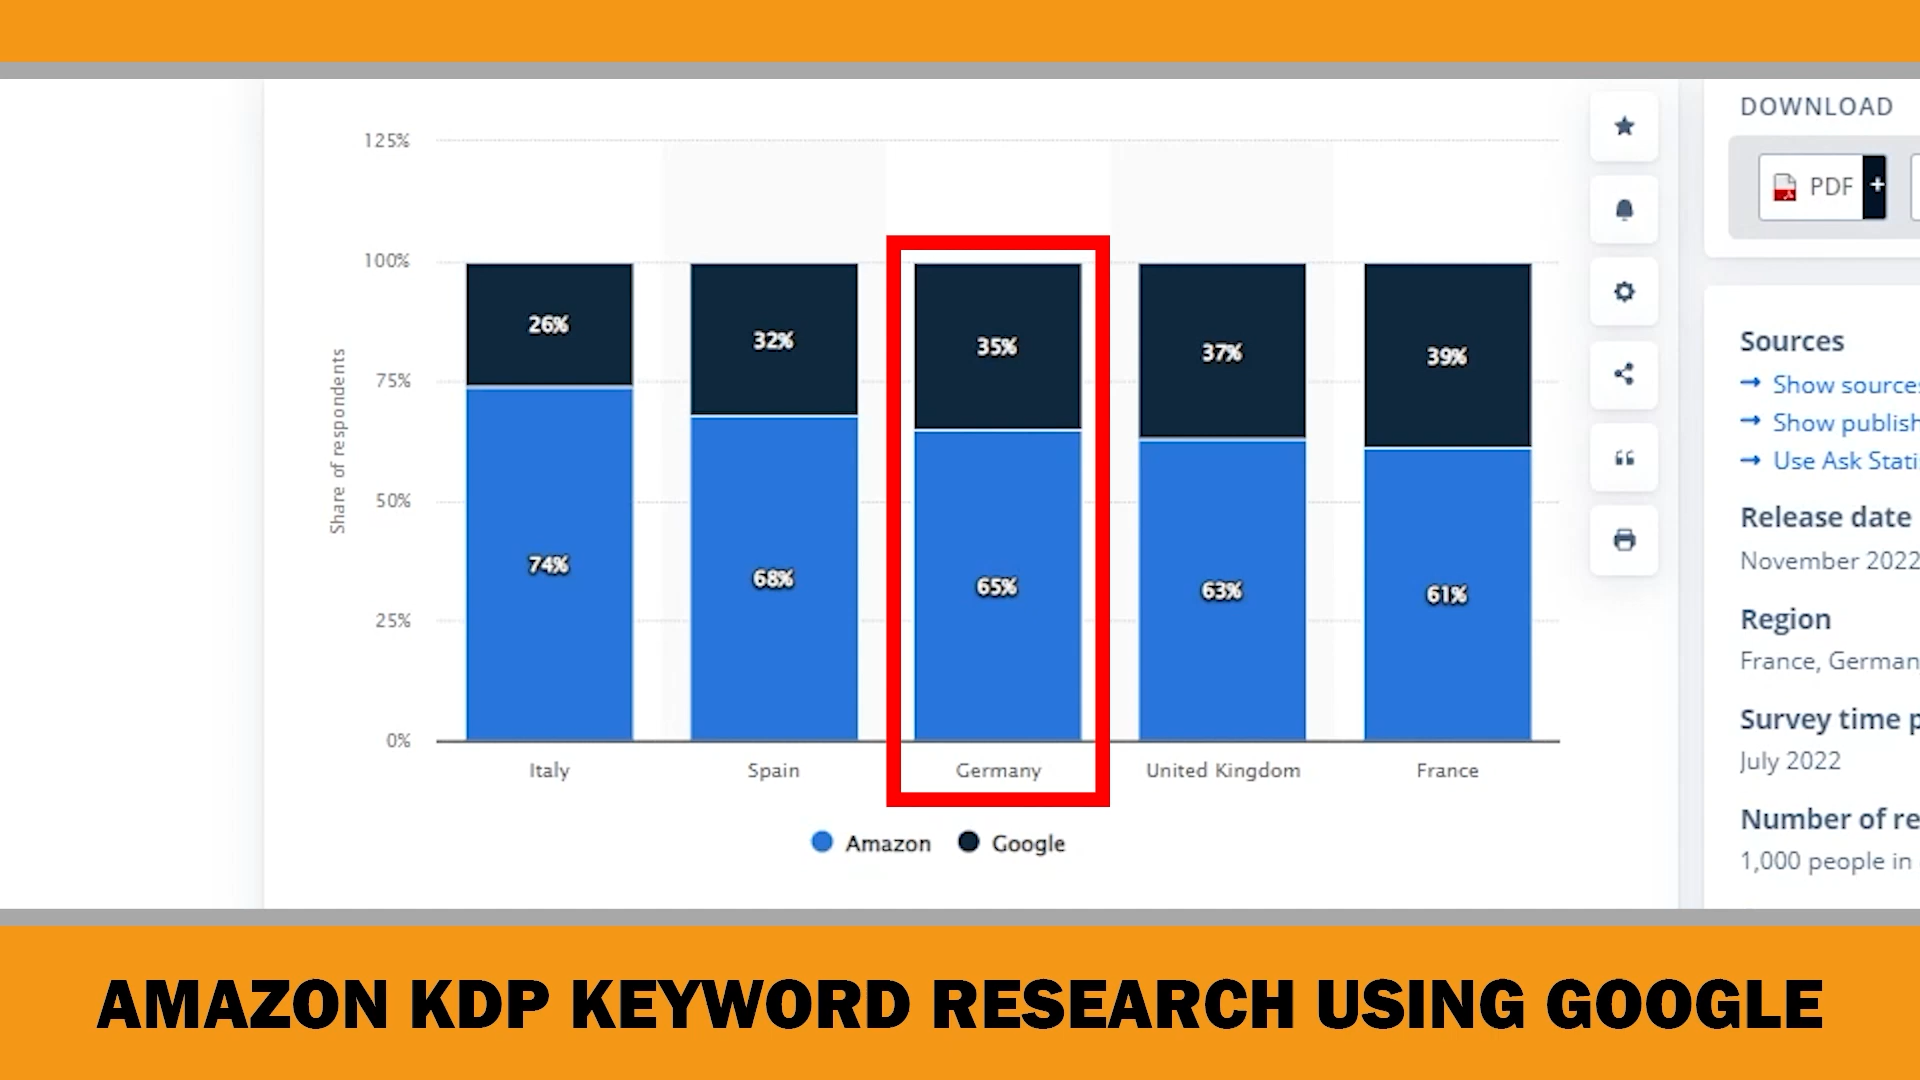 125%
100%
75%
50%
25%
0%
Share of respondents
26%
32%
35%
37%
39%
74%
68%
65%
63%
61%
Italy
Spain
Germany
United Kingdom
France
Amazon
Google
DOWNLOAD
PDF +
Sources
Show sources
Show publish
Use Ask Stati
Release date
November 2022
Region
France, German
Survey time p
July 2022
Number of re
1,000 people in
AMAZON KDP KEYWORD RESEARCH USING GOOGLE